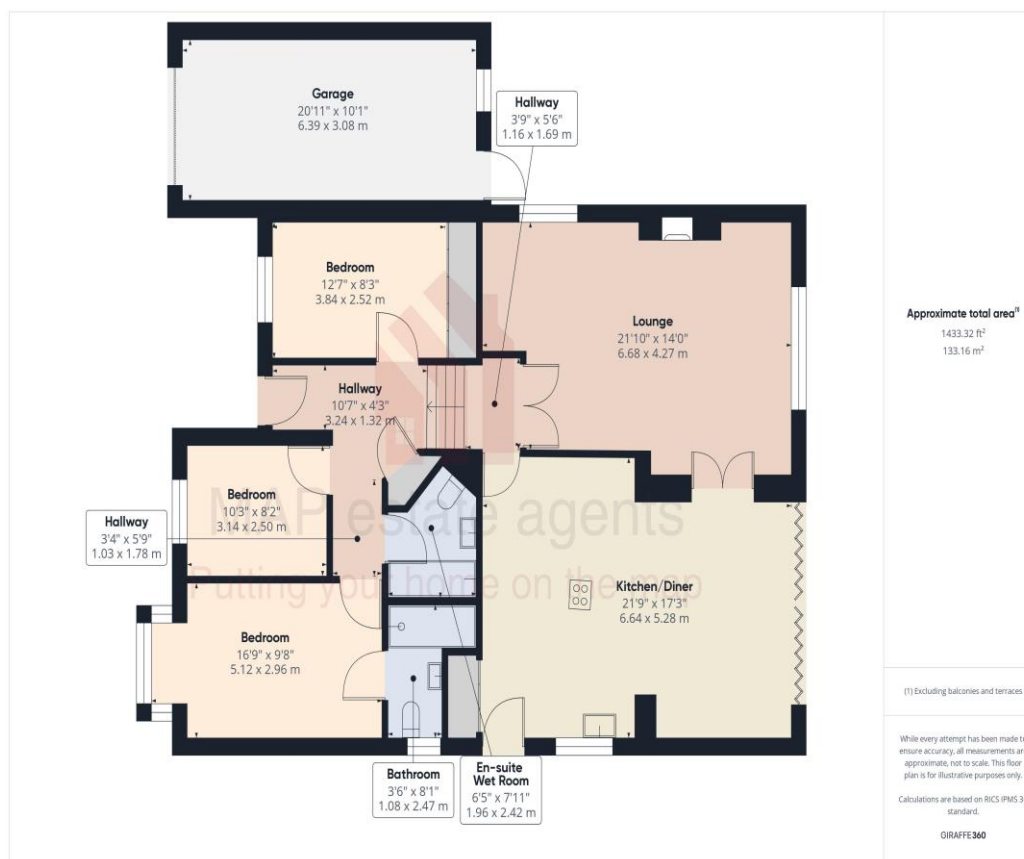 Garage
20'11" x 10'1"
6.39 x 3.08 m
Hallway
3'9" x 5'6"
1.16 x 1.69 m
Bedroom
12'7" x 8'3"
3.84 x 2.52 m
Lounge
21'10" x 14'0"
6.68 x 4.27 m
Hallway
10'7" x 4'3"
3.24 x 1.32 m
Bedroom
10'3" x 8'2"
3.14 x 2.50 m
Hallway
3'4" x 5'9"
1.03 x 1.78 m
MAP estate agents
Putting your home on the map
Kitchen/Diner
21'9" x 17'3"
6.64 x 5.28 m
Bedroom
16'9" x 9'8"
5.12 x 2.96 m
Bathroom
3'6" x 8'1"
1.08 x 2.47 m
En-suite
Wet Room
6'5" x 7'11"
1.96 x 2.42 m
Approximate total area(1)
1433.32 ft²
133.16 m²
(1) Excluding balconies and terraces
While every attempt has been made to
ensure accuracy, all measurements are
approximate, not to scale. This floor
plan is for illustrative purposes only.
Calculations are based on RICS IPMS 3
standard.
GIRAFFE360